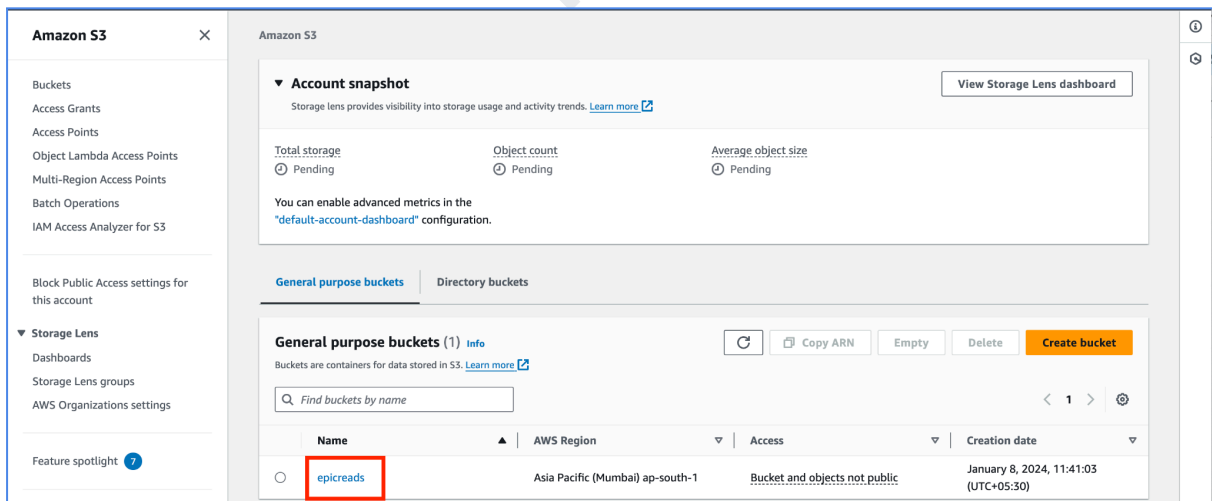 Amazon S3
Buckets
Access Grants
Access Points
Object Lambda Access Points
Multi-Region Access Points
Batch Operations
IAM Access Analyzer for S3
Block Public Access settings for
this account
Storage Lens
Dashboards
Storage Lens groups
AWS Organizations settings
Feature spotlight 7
Amazon S3
Account snapshot
View Storage Lens dashboard
Storage lens provides visibility into storage usage and activity trends. Learn more
Total storage Object count Average object size
Pending Pending Pending
You can enable advanced metrics in the
"default-account-dashboard" configuration.
General purpose buckets Directory buckets
General purpose buckets (1) Info
Copy ARN Empty Delete Create bucket
Buckets are containers for data stored in S3. Learn more
Find buckets by name
1
Name AWS Region Access Creation date
epicreads Asia Pacific (Mumbai) ap-south-1 Bucket and objects not public January 8, 2024, 11:41:03
(UTC+05:30)